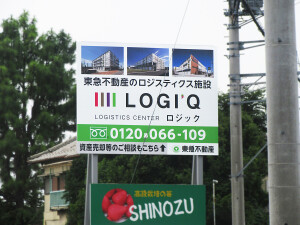 東急不動産のロジスティクス施設
LOGI'Q
LOGISTICS CENTER ロジック
0120-066-109
資産売却等のご相談もこちら↑ 東急不動産
SHINOZU